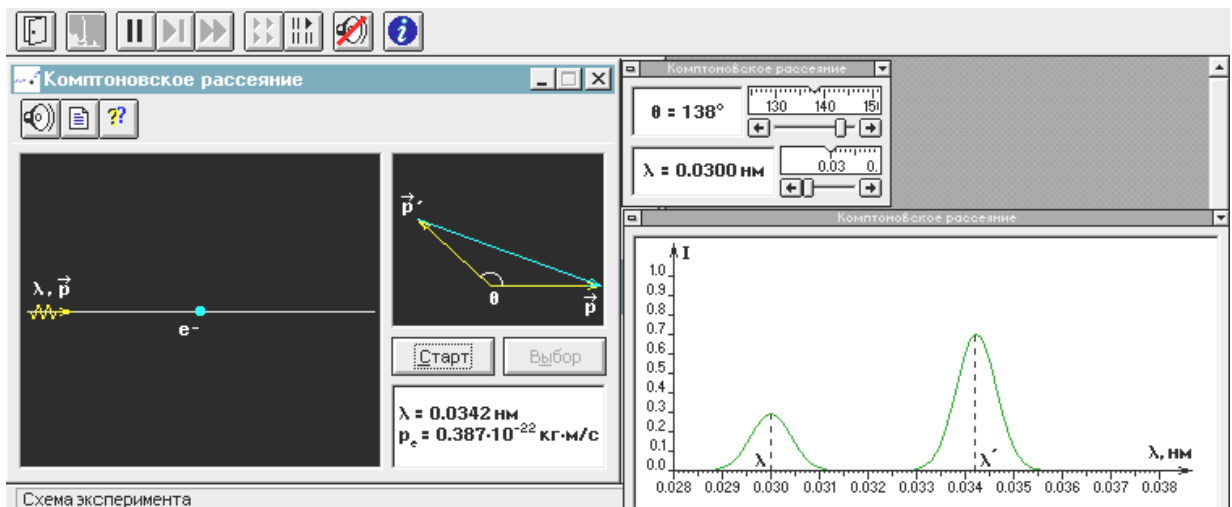 Комптоновское рассеяние
??
λ, p⃗
e-
p⃗´
θ
p⃗
Старт
Выбор
λ = 0.0342 нм
pₑ = 0.387·10⁻²² кг·м/с
Схема эксперимента
Комптоновское рассеяние
θ = 138°
130 140 15
λ = 0.0300 нм
0.03 0.
Комптоновское рассеяние
I
1.0
0.9
0.8
0.7
0.6
0.5
0.4
0.3
0.2
0.1
0.0
λ λ´ λ, нм
0.028 0.029 0.030 0.031 0.032 0.033 0.034 0.035 0.036 0.037 0.038